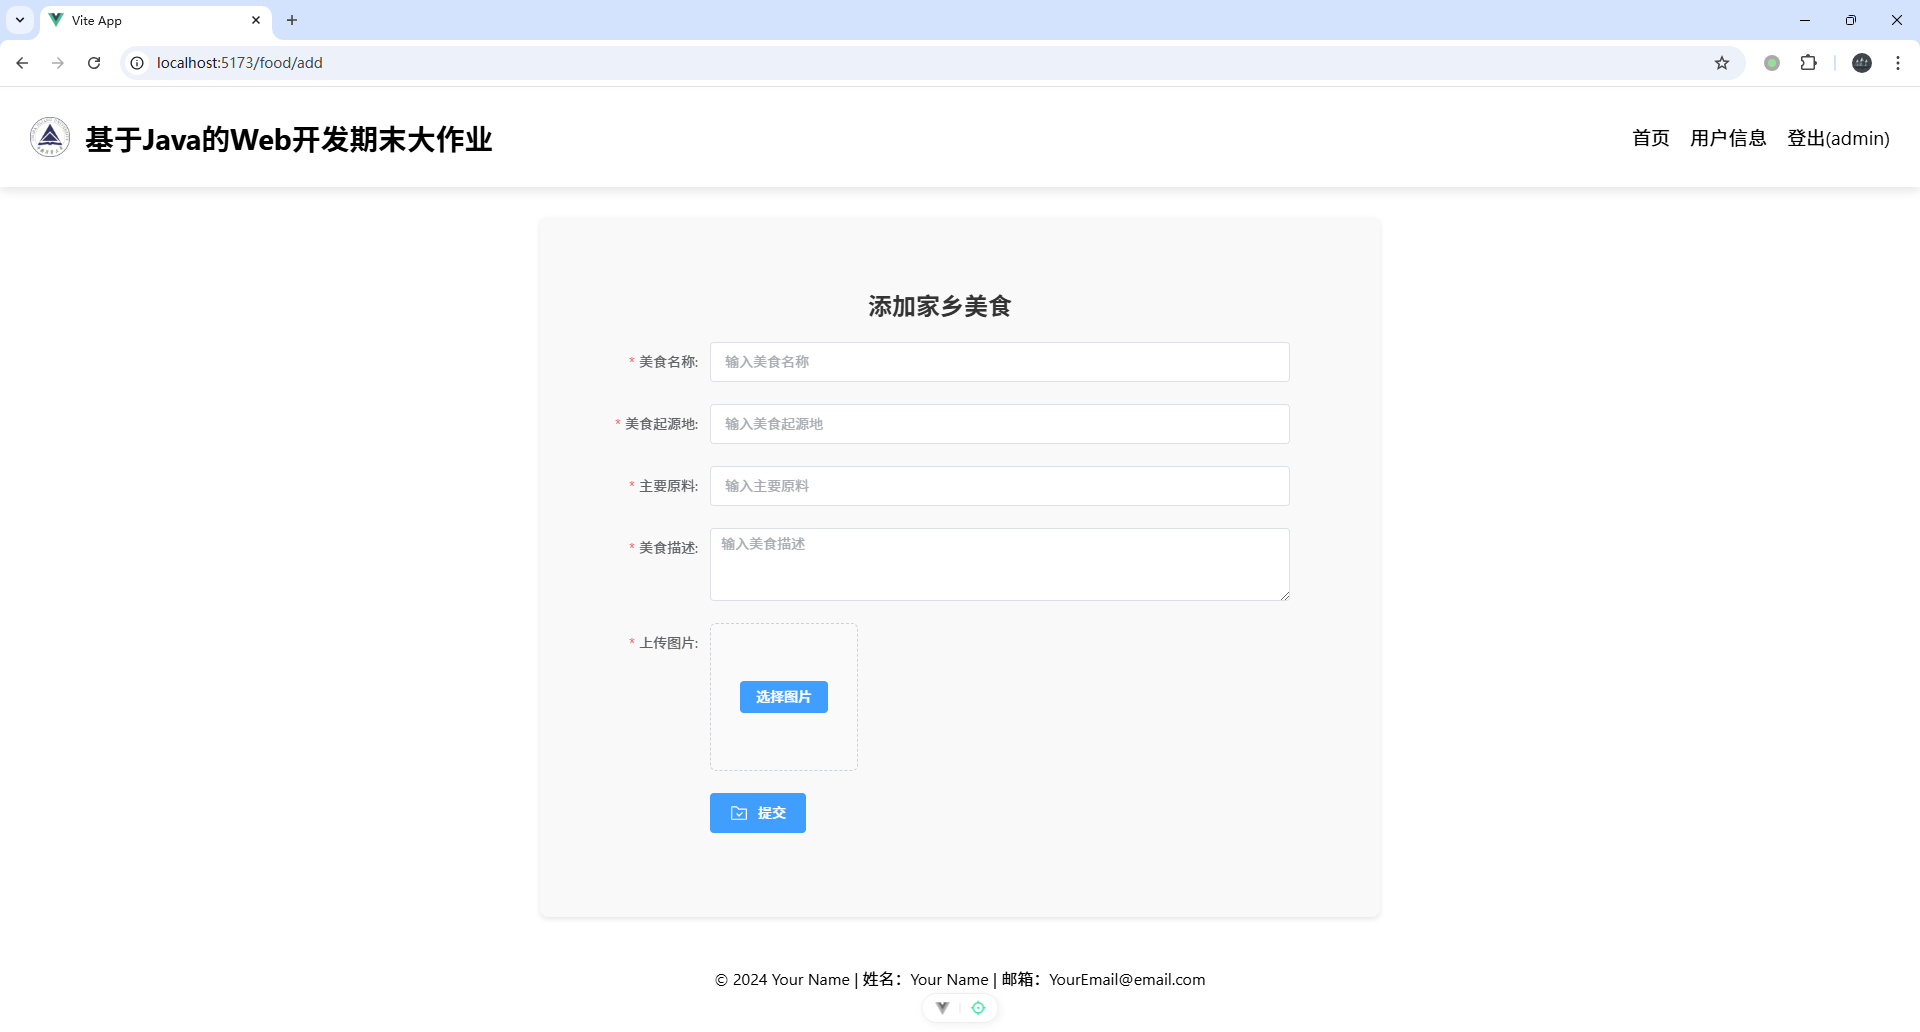 Vite App
localhost:5173/food/add
基于Java的Web开发期末大作业
首页 用户信息 登出(admin)
添加家乡美食
* 美食名称: 输入美食名称
* 美食起源地: 输入美食起源地
* 主要原料: 输入主要原料
* 美食描述: 输入美食描述
* 上传图片:
选择图片
提交
© 2024 Your Name | 姓名：Your Name | 邮箱：YourEmail@email.com